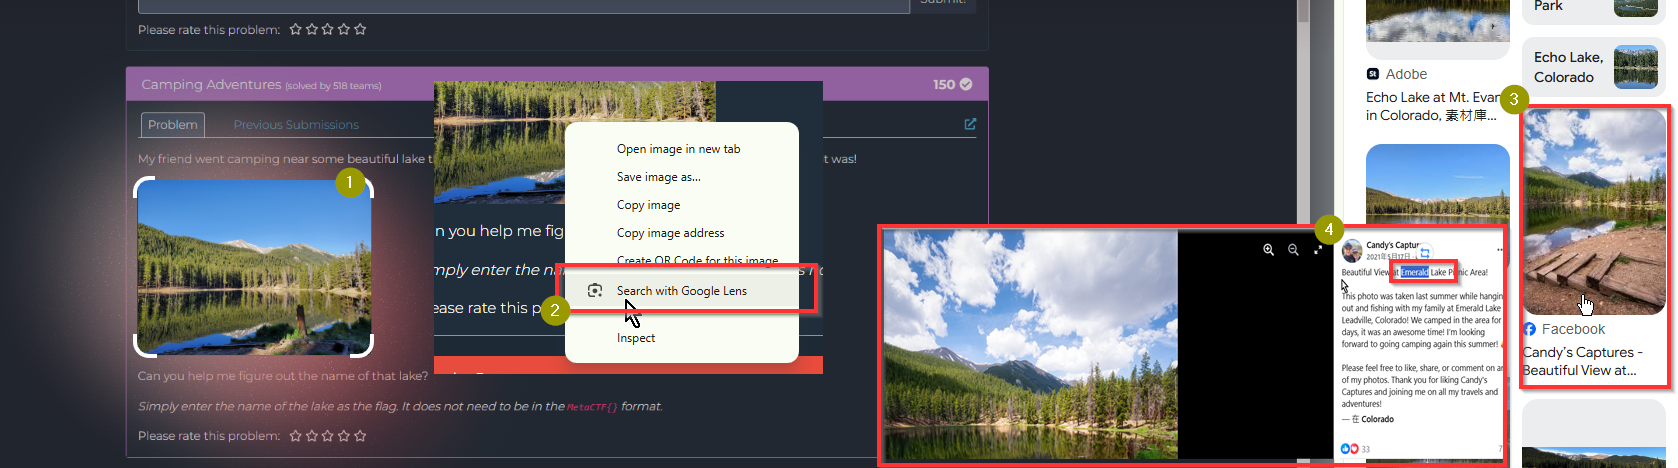 Submit!
Please rate this problem:
Camping Adventures (solved by 518 teams)
150
Problem
Previous Submissions
My friend went camping near some beautiful lake t
t was!
1
Open image in new tab
Save image as...
Copy image
Copy image address
Create QR Code for this image
Search with Google Lens
Inspect
2
n you help me fig
mply enter the na
ease rate this p
Can you help me figure out the name of that lake?
Simply enter the name of the lake as the flag. It does not need to be in the MetaCTF{} format.
Please rate this problem:
4
Candy's Captur
2021年5月17日
Beautiful View at Emerald Lake Picnic Area!
This photo was taken last summer while hangin
out and fishing with my family at Emerald Lake
Leadville, Colorado! We camped in the area for
days, it was an awesome time! I'm looking
forward to going camping again this summer!
Please feel free to like, share, or comment on an
of my photos. Thank you for liking Candy's
Captures and joining me on all my travels and
adventures!
— 在 Colorado
33
St
Adobe
Echo Lake at Mt. Evan
in Colorado, 素材庫...
Park
Echo Lake,
Colorado
3
Facebook
Candy's Captures -
Beautiful View at...